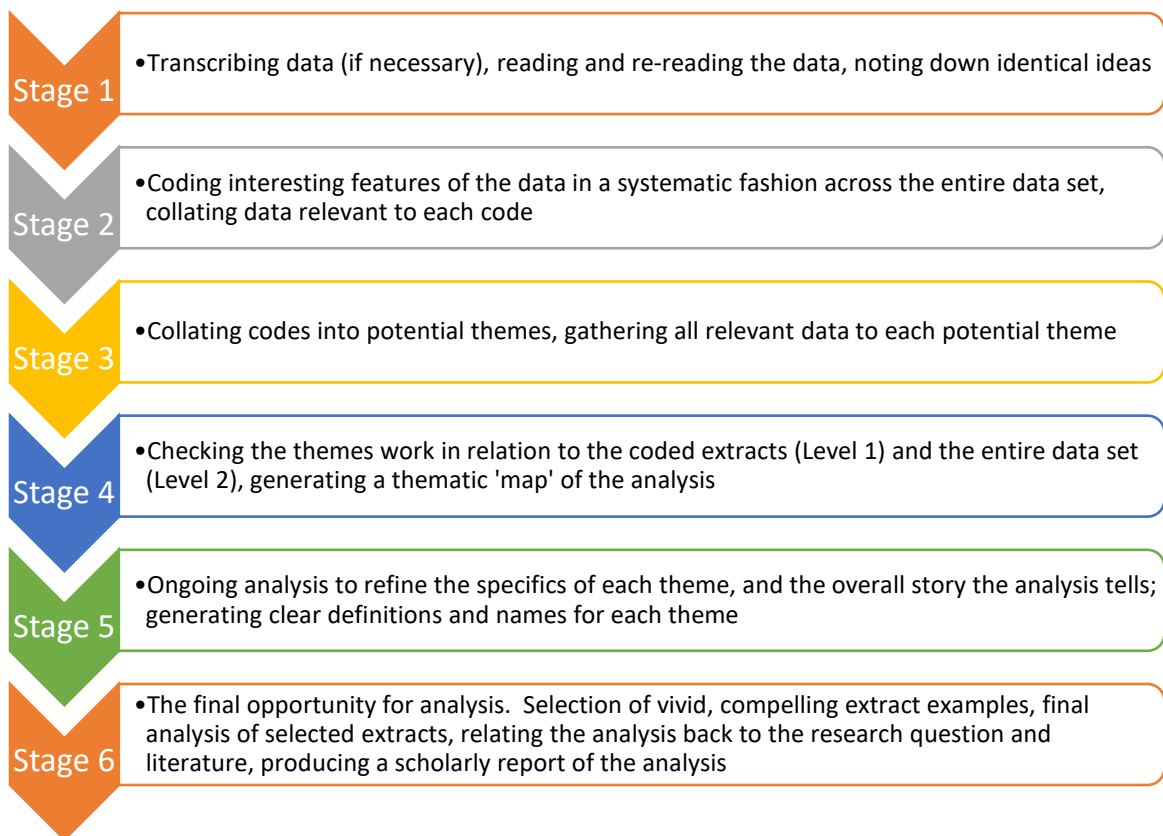 Stage 1
•Transcribing data (if necessary), reading and re-reading the data, noting down identical ideas
Stage 2
•Coding interesting features of the data in a systematic fashion across the entire data set,
collating data relevant to each code
Stage 3
•Collating codes into potential themes, gathering all relevant data to each potential theme
Stage 4
•Checking the themes work in relation to the coded extracts (Level 1) and the entire data set
(Level 2), generating a thematic 'map' of the analysis
Stage 5
•Ongoing analysis to refine the specifics of each theme, and the overall story the analysis tells;
generating clear definitions and names for each theme
Stage 6
•The final opportunity for analysis.  Selection of vivid, compelling extract examples, final
analysis of selected extracts, relating the analysis back to the research question and
literature, producing a scholarly report of the analysis